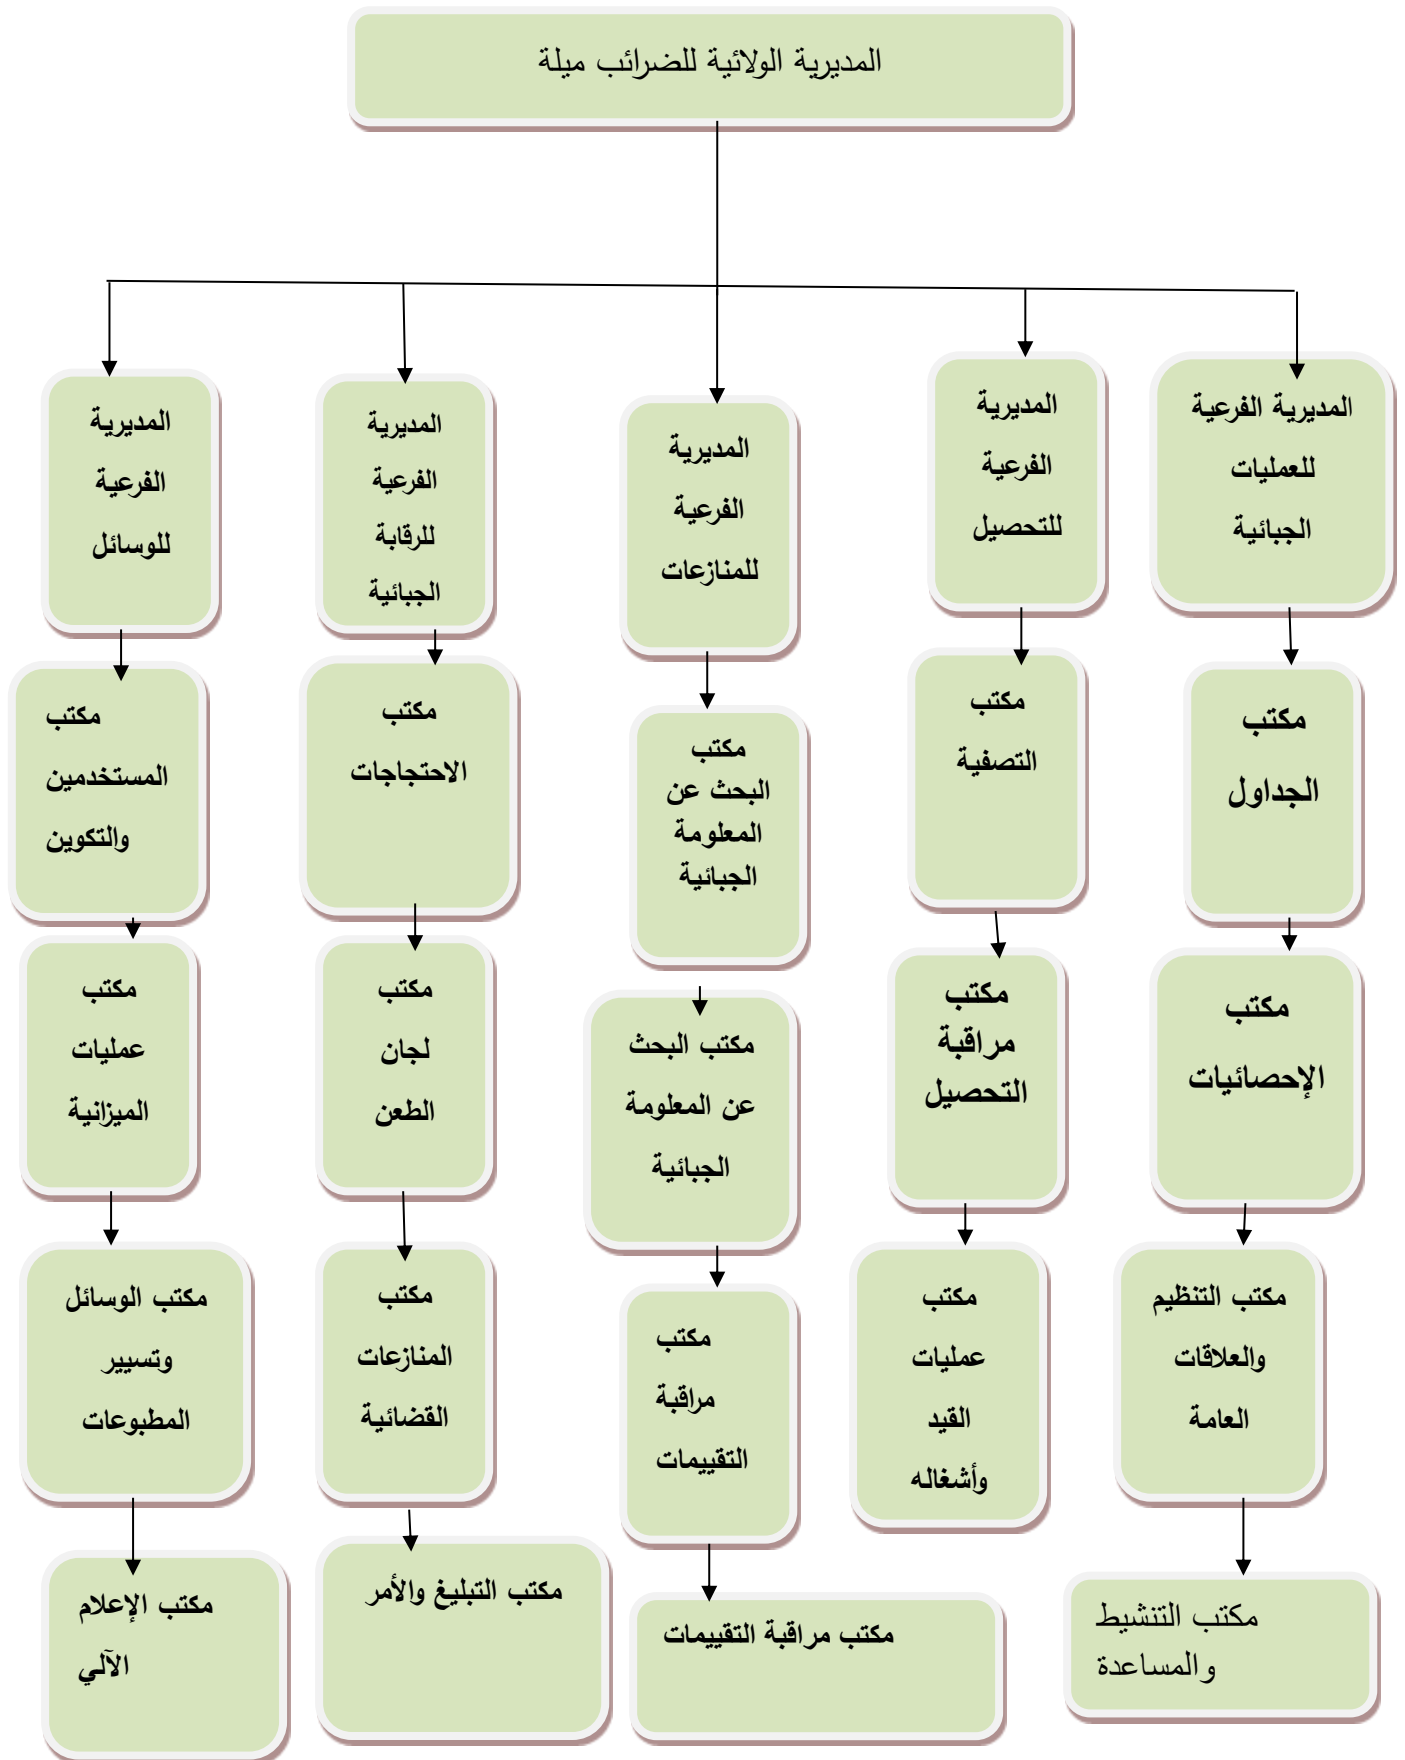 المديرية الولائية للضرائب ميلة
المديرية الفرعية
للعمليات
الجبائية
المديرية
الفرعية
للتحصيل
المديرية
الفرعية
للمنازعات
المديرية
الفرعية
للرقابة
الجبائية
المديرية
الفرعية
للوسائل
مكتب
الجداول
مكتب
التصفية
مكتب
البحث عن
المعلومة
الجبائية
مكتب
الاحتجاجات
مكتب
المستخدمين
والتكوين
مكتب
الإحصائيات
مكتب
مراقبة
التحصيل
مكتب البحث
عن المعلومة
الجبائية
مكتب
لجان
الطعن
مكتب
عمليات
الميزانية
مكتب التنظيم
والعلاقات
العامة
مكتب
عمليات
القيد
وأشغاله
مكتب
مراقبة
التقييمات
مكتب
المنازعات
القضائية
مكتب الوسائل
وتسيير
المطبوعات
مكتب التنشيط
والمساعدة
مكتب مراقبة التقييمات
مكتب التبليغ والأمر
مكتب الإعلام
الآلي